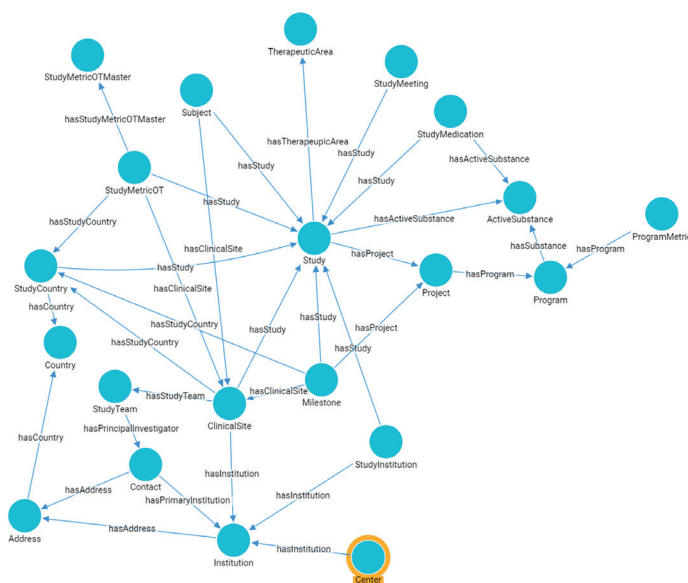 TherapeuticArea
StudyMetricOTMaster
StudyMeeting
Subject
hasStudyMetricOTMaster
StudyMedication
hasTherapeupicArea
hasStudy
hasActiveSubstance
StudyMetricOT
hasStudy
hasStudy
hasStudy
hasStudyCountry
hasActiveSubstance
ActiveSubstance
ProgramMetric
hasClinicalSite
Study
hasProject
hasSubstance
hasProgram
hasStudy
StudyCountry
hasClinicalSite
Project
hasProgram
Program
hasCountry
hasStudyCountry
hasStudy
hasStudy
hasProject
hasStudyCountry
hasStudy
Country
StudyTeam
hasStudyTeam
hasClinicalSite
ClinicalSite
Milestone
hasPrincipalInvestigator
hasCountry
StudyInstitution
hasInstitution
Contact
hasAddress
hasPrimaryInstitution
hasInstitution
Address
hasAddress
hasInstitution
Institution
Center